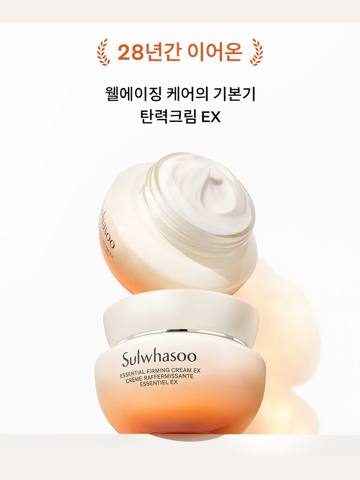 28년간 이어온
웰에이징 케어의 기본기
탄력크림 EX
Sulwhasoo
ESSENTIAL FIRMING CREAM EX
CRÈME RAFFERMISSANTE
ESSENTIEL EX